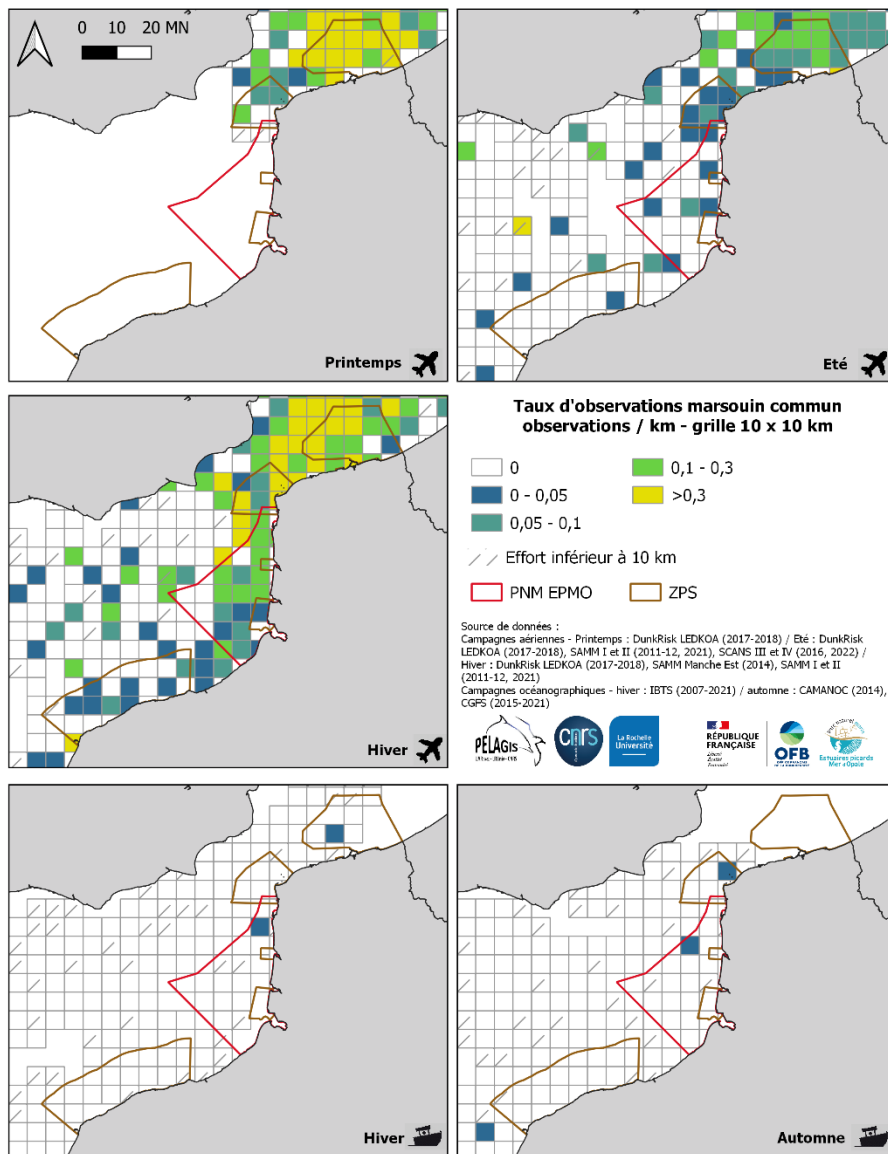 0 10 20 MN
Printemps
Eté
Taux d'observations marsouin commun
observations / km - grille 10 x 10 km
0
0 - 0,05
0,05 - 0,1
0,1 - 0,3
>0,3
Effort inférieur à 10 km
PNM EPMO
ZPS
Source de données :
Campagnes aériennes - Printemps : DunkRisk LEDKOA (2017-2018) / Eté : DunkRisk
LEDKOA (2017-2018), SAMM I et II (2011-12, 2021), SCANS III et IV (2016, 2022) /
Hiver : DunkRisk LEDKOA (2017-2018), SAMM Manche Est (2014), SAMM I et II
(2011-12, 2021)
Campagnes océanographiques - hiver : IBTS (2007-2021) / automne : CAMANOC (2014),
CGFS (2015-2021)
PELAGIS
cnrs
La Rochelle
Université
RÉPUBLIQUE
FRANÇAISE
Liberté
Égalité
Fraternité
OFB
Estuaires picards
Mer d'Opale
Hiver
Hiver
Automne